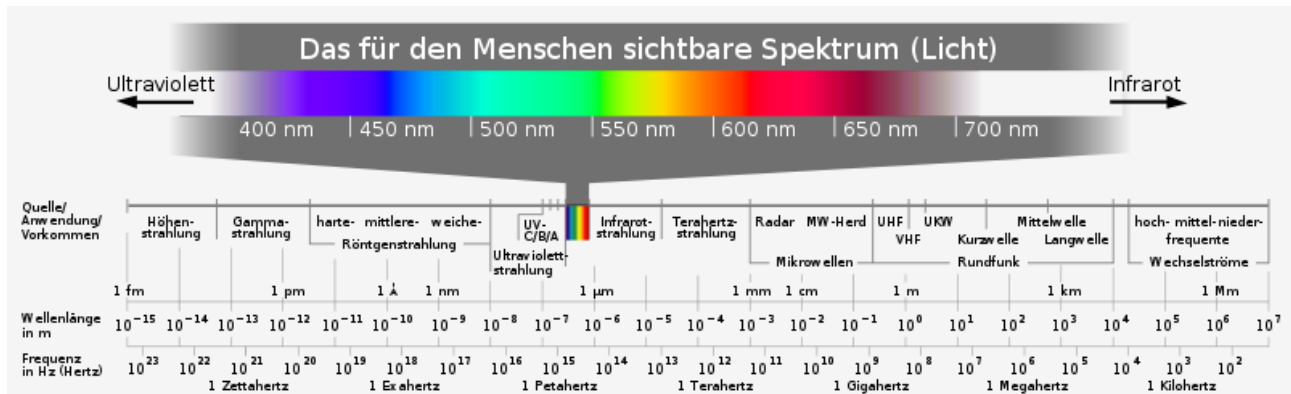 Das für den Menschen sichtbare Spektrum (Licht)
Ultraviolett
Infrarot
400 nm 450 nm 500 nm 550 nm 600 nm 650 nm 700 nm
Quelle/
Anwendung/
Vorkommen
Höhen-
strahlung
Gamma-
strahlung
harte- mittlere- weiche-
Röntgenstrahlung
UV-
C/B/A
Ultraviolett-
strahlung
Infrarot-
strahlung
Terahertz-
strahlung
Radar MW-Herd
Mikrowellen
UHF UKW Mittelwelle
VHF Kurzwelle Langwelle
Rundfunk
hoch- mittel- nieder-
frequente
Wechselströme
1 fm 1 pm 1 Å 1 nm 1 µm 1 mm 1 cm 1 m 1 km 1 Mm
Wellenlänge
in m
10⁻¹⁵ 10⁻¹⁴ 10⁻¹³ 10⁻¹² 10⁻¹¹ 10⁻¹⁰ 10⁻⁹ 10⁻⁸ 10⁻⁷ 10⁻⁶ 10⁻⁵ 10⁻⁴ 10⁻³ 10⁻² 10⁻¹ 10⁰ 10¹ 10² 10³ 10⁴ 10⁵ 10⁶ 10⁷
Frequenz
in Hz (Hertz)
10²³ 10²² 10²¹ 10²⁰ 10¹⁹ 10¹⁸ 10¹⁷ 10¹⁶ 10¹⁵ 10¹⁴ 10¹³ 10¹² 10¹¹ 10¹⁰ 10⁹ 10⁸ 10⁷ 10⁶ 10⁵ 10⁴ 10³ 10²
1 Zettahertz 1 Exahertz 1 Petahertz 1 Terahertz 1 Gigahertz 1 Megahertz 1 Kilohertz